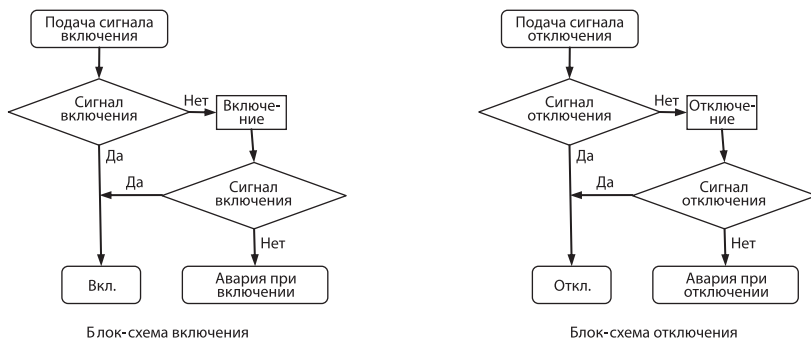 Подача сигнала
включения
Сигнал
включения
Нет
Включе-
ние
Да
Да
Сигнал
включения
Нет
Вкл.
Авария при
включении
Блок-схема включения
Подача сигнала
отключения
Сигнал
отключения
Нет
Отключе-
ние
Да
Да
Сигнал
отключения
Нет
Откл.
Авария при
отключении
Блок-схема отключения